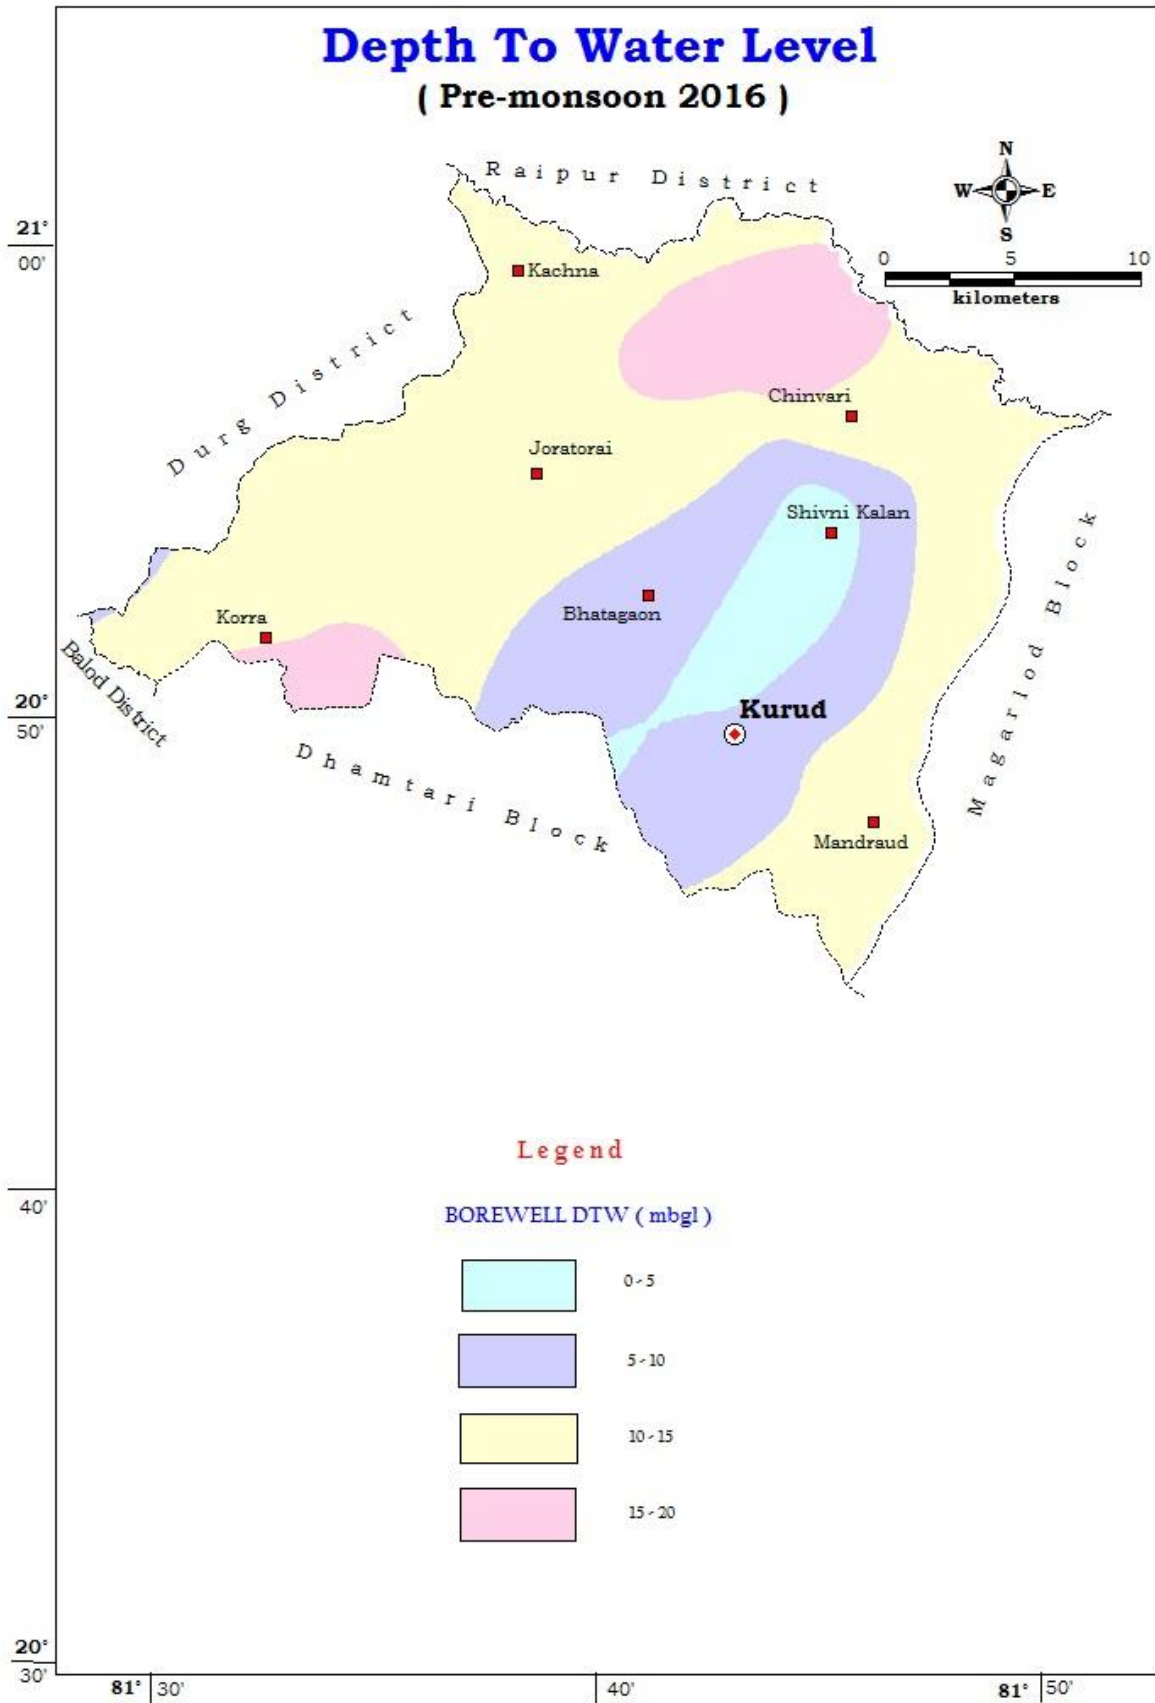 Depth To Water Level
( Pre-monsoon 2016 )
Raipur District
N
W E
S
21°
00'
0 5 10
kilometers
Kachna
Durg District
Chinvari
Joratorai
Shivni Kalan
Magarlod Block
Bhatagaon
Korra
Balod District
20°
50'
Kurud
Dhamtari Block
Mandraud
Legend
40'
BOREWELL DTW ( mbgl )
0 - 5
5 - 10
10 - 15
15 - 20
20°
30'
81° 30' 40' 81° 50'